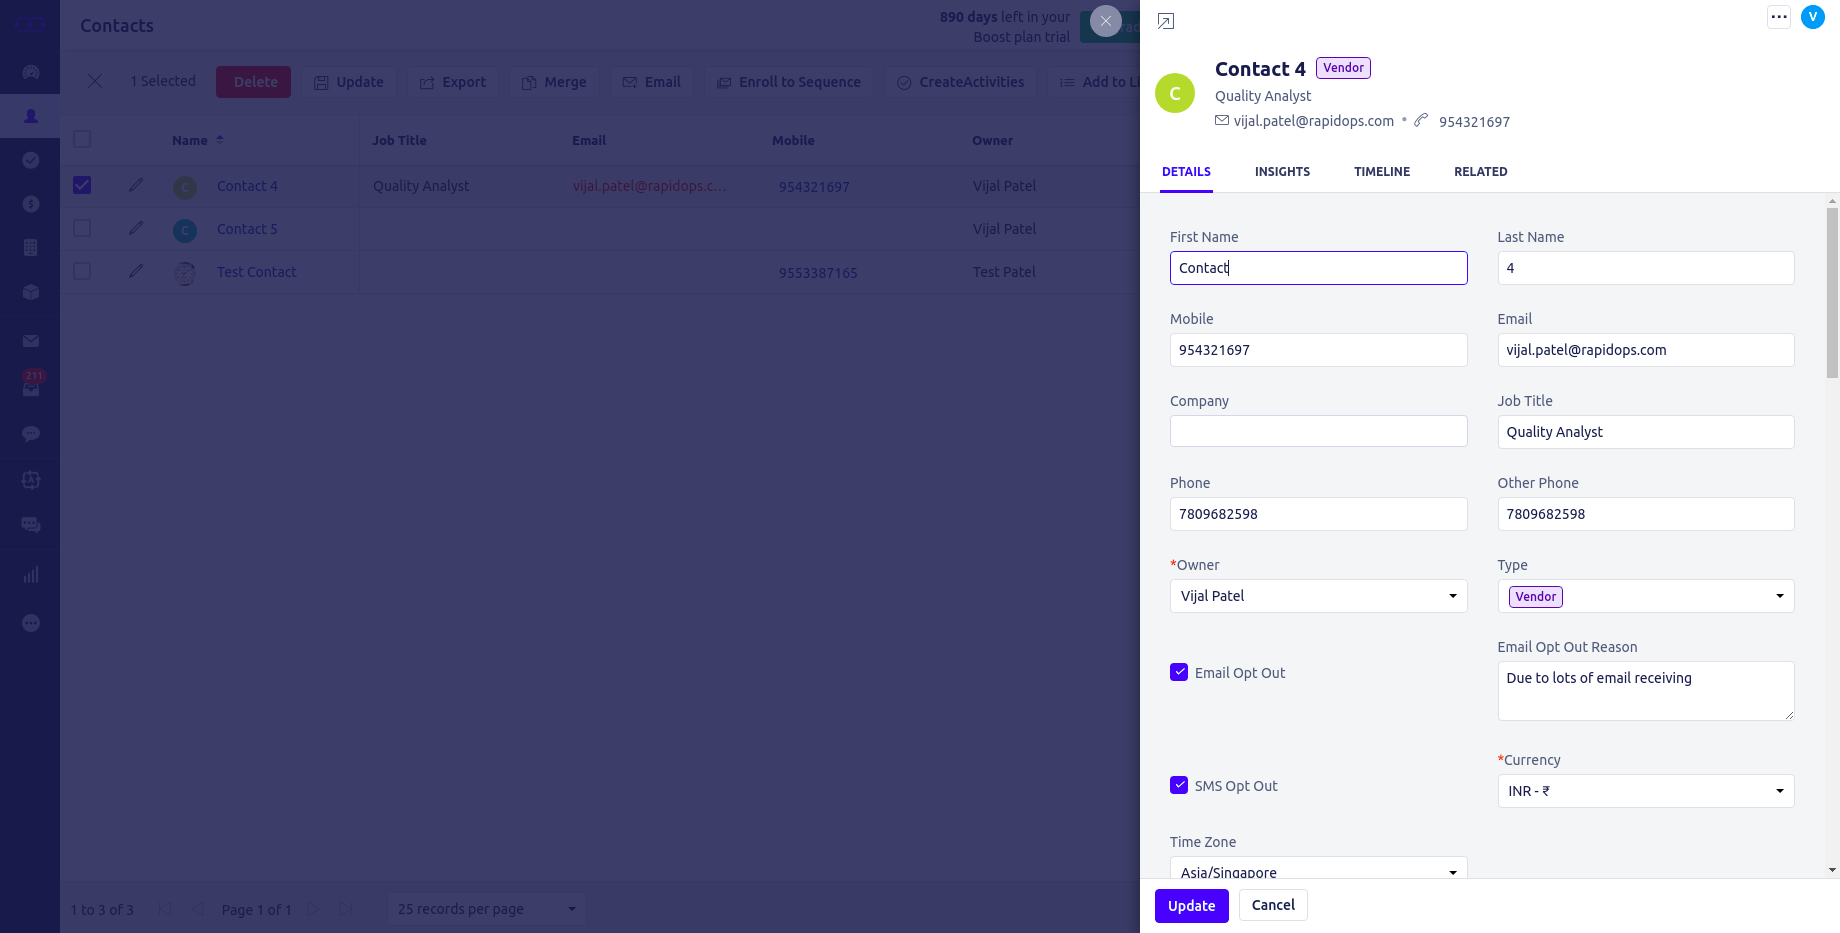 Contacts
890 days left in your
Boost plan trial
1 Selected
Delete
Update
Export
Merge
Email
Enroll to Sequence
CreateActivities
Add to Li
Name
Job Title
Email
Mobile
Owner
C
Contact 4
Quality Analyst
vijal.patel@rapidops.c...
954321697
Vijal Patel
C
Contact 5
Vijal Patel
Test Contact
9553387165
Test Patel
211
1 to 3 of 3
Page 1 of 1
25 records per page
V
C
Contact 4
Vendor
Quality Analyst
vijal.patel@rapidops.com • 954321697
DETAILS
INSIGHTS
TIMELINE
RELATED
First Name
Last Name
Contact
4
Mobile
Email
954321697
vijal.patel@rapidops.com
Company
Job Title
Quality Analyst
Phone
Other Phone
7809682598
7809682598
*Owner
Type
Vijal Patel
Vendor
Email Opt Out
Email Opt Out Reason
Due to lots of email receiving
SMS Opt Out
*Currency
INR - ₹
Time Zone
Asia/Singapore
Update
Cancel